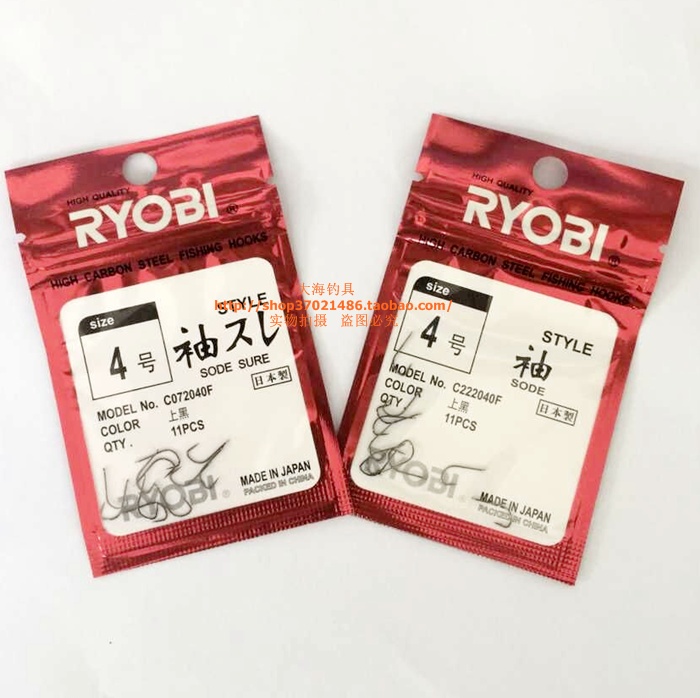 HIGH QUALITY
RYOBI ®
HIGH CARBON STEEL FISHING HOOKS
size
4号
STYLE
袖スレ
SODE SURE
MODEL No. C072040F
COLOR 上黒
QTY. 11PCS
日本製
RYOBI ®
MADE IN JAPAN
PACKED IN CHINA
HIGH QUALITY
RYOBI ®
HIGH CARBON STEEL FISHING HOOKS
size
4号
STYLE
袖
SODE
MODEL No. C222040F
COLOR 上黒
QTY 11PCS
日本製
RYOBI ®
MADE IN JAPAN
PACKED IN CHINA
大海钓具
http://shop37021486.taobao.com/
实物拍摄 盗图必究